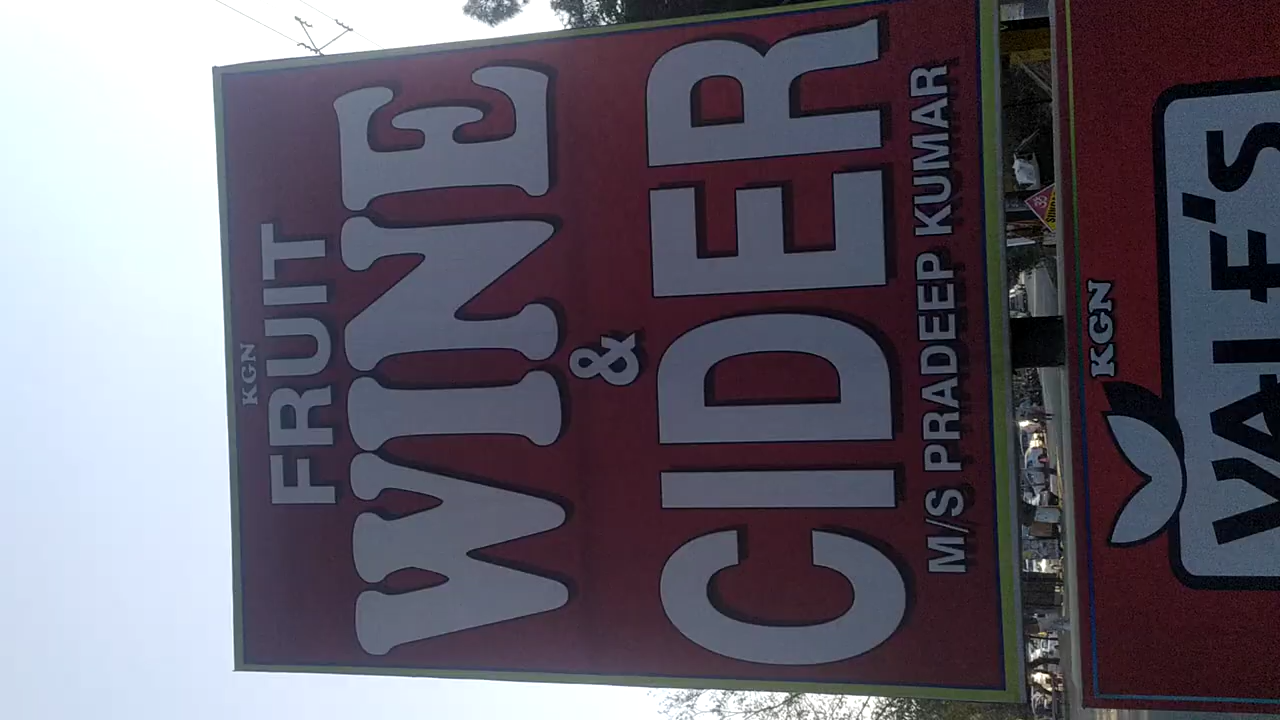 KGN
FRUIT
WINE
&
CIDER
M/S PRADEEP KUMAR
KGN
VALE'S